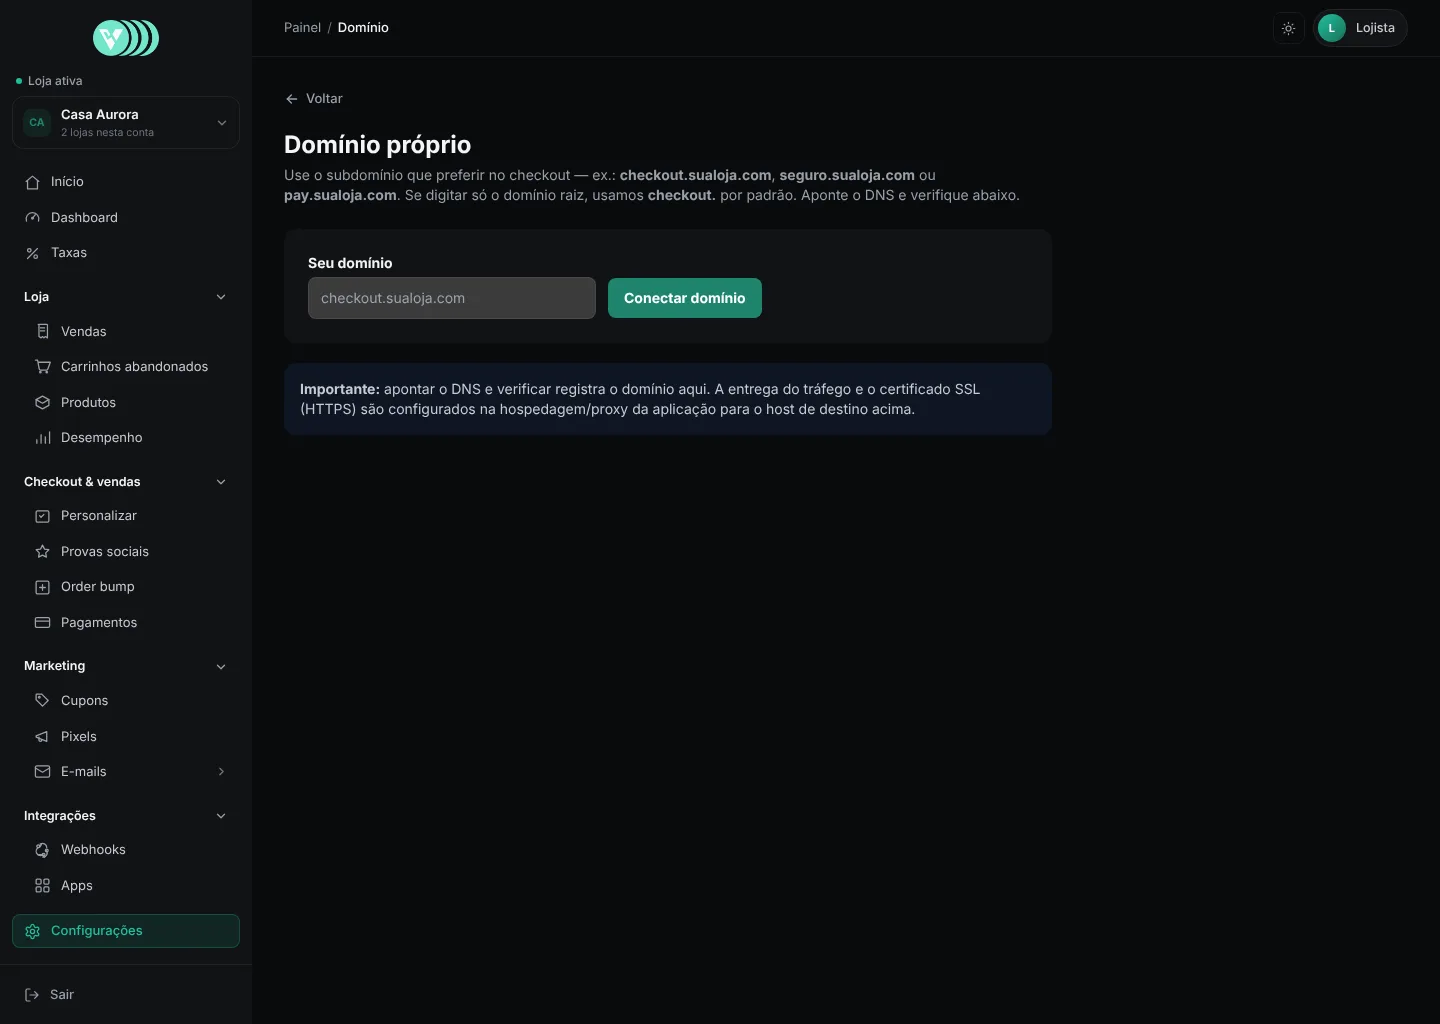 Loja ativa
CA
Casa Aurora
2 lojas nesta conta
Início
Dashboard
Taxas
Loja
Vendas
Carrinhos abandonados
Produtos
Desempenho
Checkout & vendas
Personalizar
Provas sociais
Order bump
Pagamentos
Marketing
Cupons
Pixels
E-mails
Integrações
Webhooks
Apps
Configurações
Sair
Painel / Domínio
L Lojista
Voltar
Domínio próprio
Use o subdomínio que preferir no checkout — ex.: checkout.sualoja.com, seguro.sualoja.com ou
pay.sualoja.com. Se digitar só o domínio raiz, usamos checkout. por padrão. Aponte o DNS e verifique abaixo.
Seu domínio
checkout.sualoja.com
Conectar domínio
Importante: apontar o DNS e verificar registra o domínio aqui. A entrega do tráfego e o certificado SSL
(HTTPS) são configurados na hospedagem/proxy da aplicação para o host de destino acima.